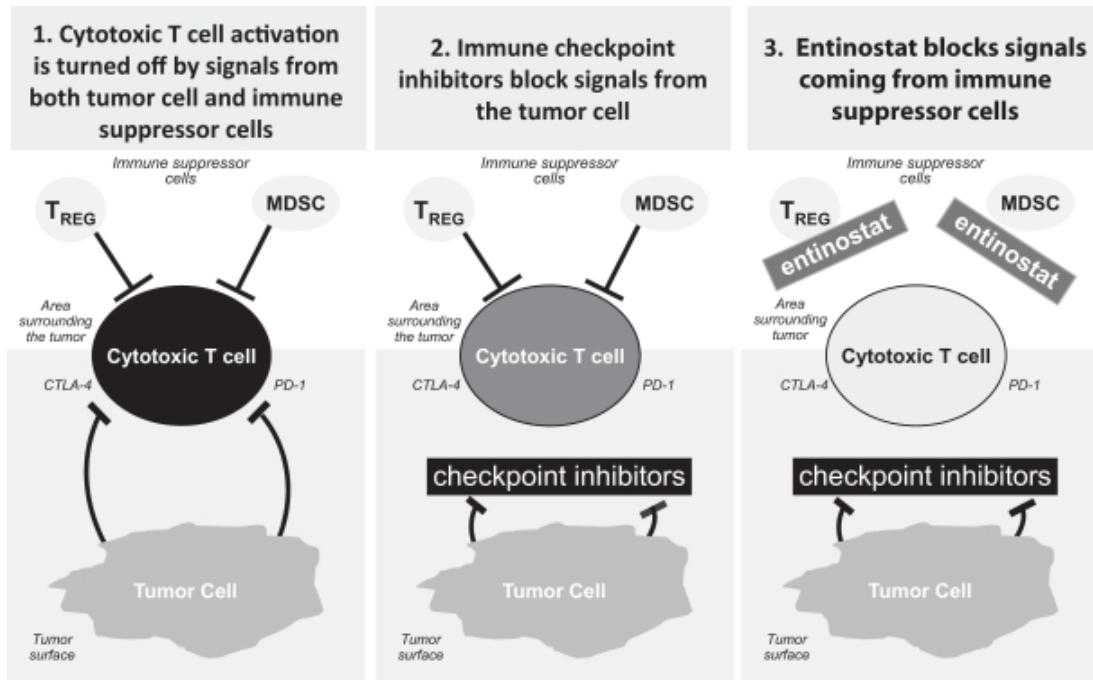 1. Cytotoxic T cell activation
is turned off by signals from
both tumor cell and immune
suppressor cells
Immune suppressor
cells
TREG
MDSC
Area
surrounding
the tumor
Cytotoxic T cell
CTLA-4
PD-1
Tumor Cell
Tumor
surface
2. Immune checkpoint
inhibitors block signals from
the tumor cell
Immune suppressor
cells
TREG
MDSC
Area
surrounding
the tumor
Cytotoxic T cell
CTLA-4
PD-1
checkpoint inhibitors
Tumor Cell
Tumor
surface
3. Entinostat blocks signals
coming from immune
suppressor cells
Immune suppressor
cells
TREG
MDSC
entinostat
entinostat
Area
surrounding
tumor
Cytotoxic T cell
CTLA-4
PD-1
checkpoint inhibitors
Tumor Cell
Tumor
surface